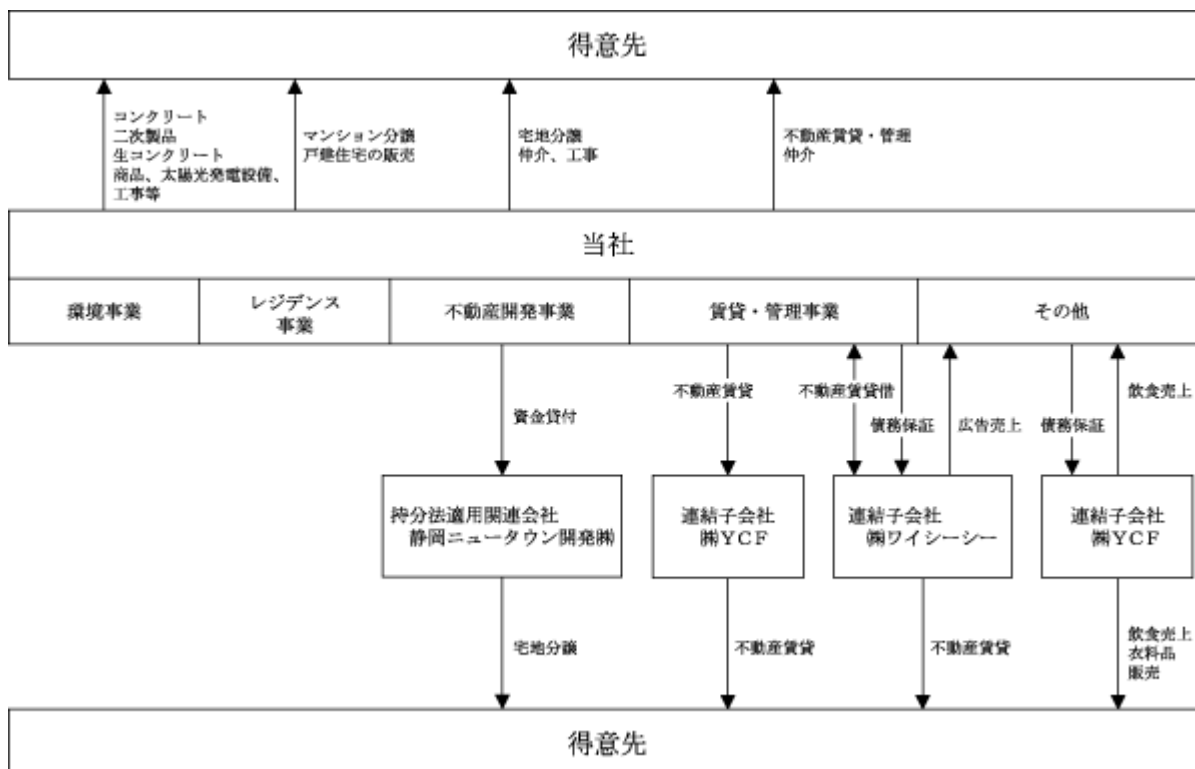 得意先
コンクリート
二次製品
生コンクリート
商品、太陽光発電設備、
工事等
マンション分譲
戸建住宅の販売
宅地分譲
仲介、工事
不動産賃貸・管理
仲介
当社
環境事業
レジデンス
事業
不動産開発事業
賃貸・管理事業
その他
資金貸付
不動産賃貸
不動産賃貸借
債務保証
広告売上
債務保証
飲食売上
持分法適用関連会社
静岡ニュータウン開発㈱
連結子会社
㈱YCF
連結子会社
㈱ワイシーシー
連結子会社
㈱YCF
宅地分譲
不動産賃貸
不動産賃貸
飲食売上
衣料品
販売
得意先